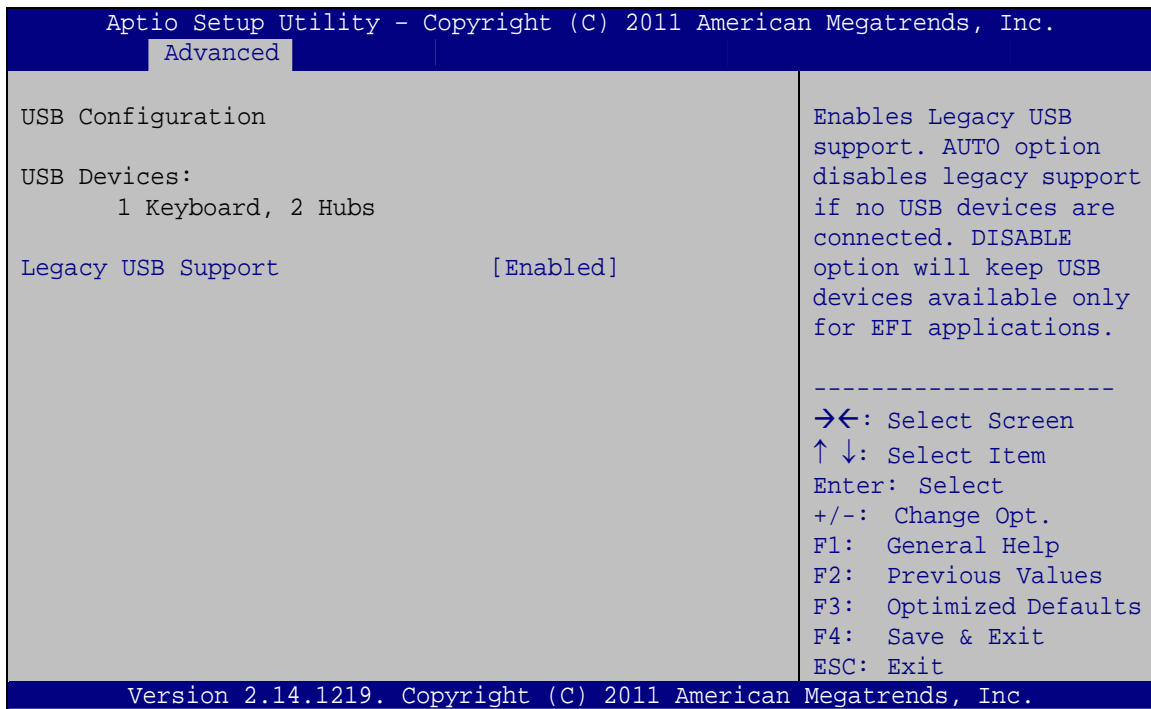 Aptio Setup Utility – Copyright (C) 2011 American Megatrends, Inc.
Advanced
USB Configuration
USB Devices:
1 Keyboard, 2 Hubs
Legacy USB Support [Enabled]
Enables Legacy USB
support. AUTO option
disables legacy support
if no USB devices are
connected. DISABLE
option will keep USB
devices available only
for EFI applications.
---------------------
→←: Select Screen
↑ ↓: Select Item
Enter: Select
+/-: Change Opt.
F1: General Help
F2: Previous Values
F3: Optimized Defaults
F4: Save & Exit
ESC: Exit
Version 2.14.1219. Copyright (C) 2011 American Megatrends, Inc.